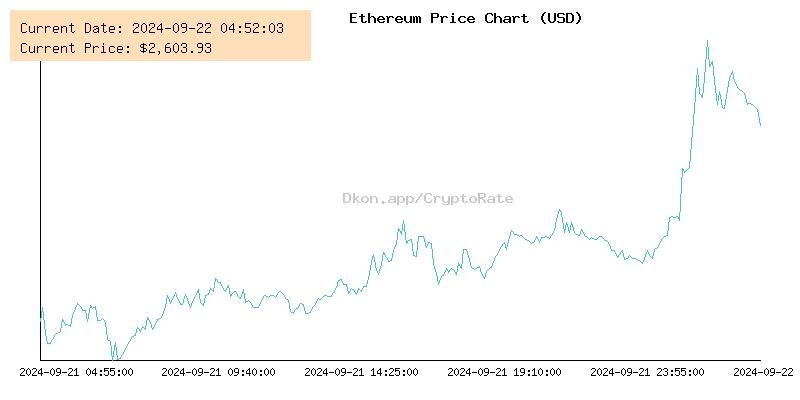 Ethereum Price Chart (USD)
Current Date: 2024-09-22 04:52:03
Current Price: $2,603.93
Dkon.app/CryptoRate
2024-09-21 04:55:00 2024-09-21 09:40:00 2024-09-21 14:25:00 2024-09-21 19:10:00 2024-09-21 23:55:00 2024-09-22